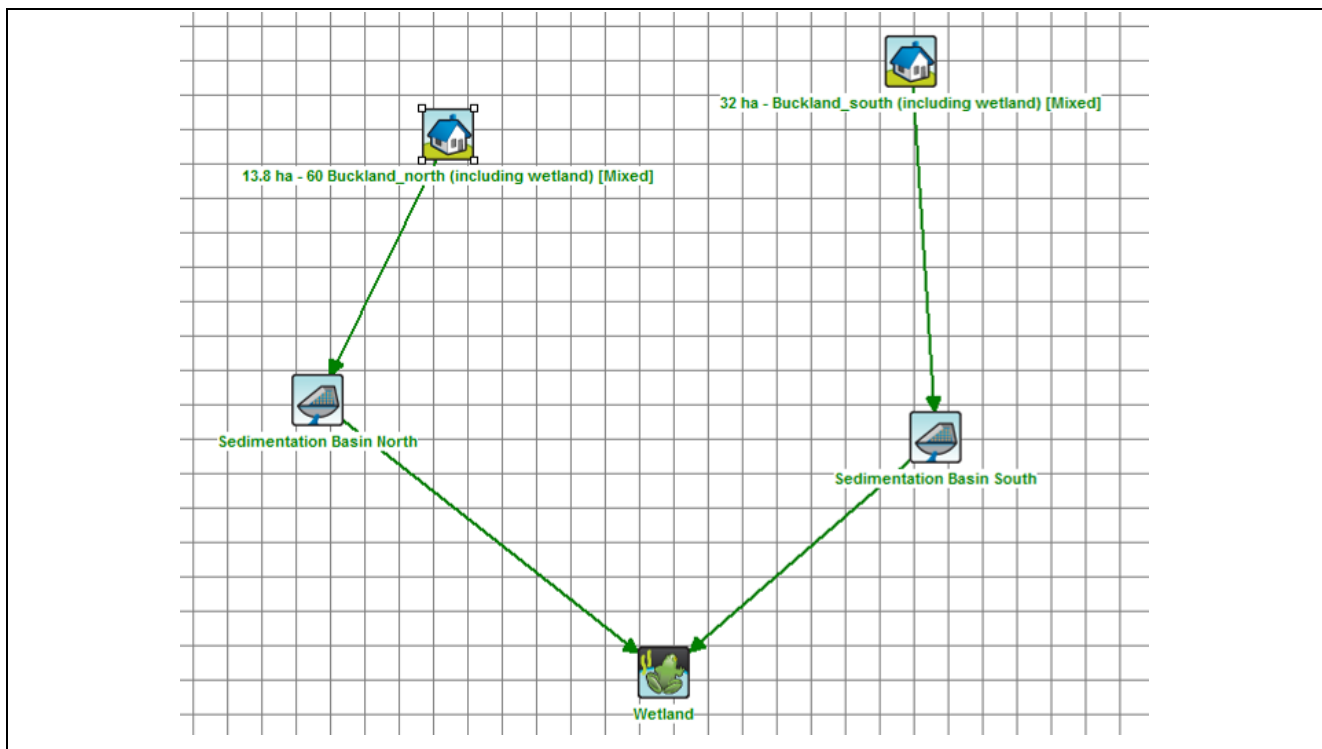 32 ha - Buckland_south (including wetland) [Mixed]
13.8 ha - 60 Buckland_north (including wetland) [Mixed]
Sedimentation Basin North
Sedimentation Basin South
Wetland